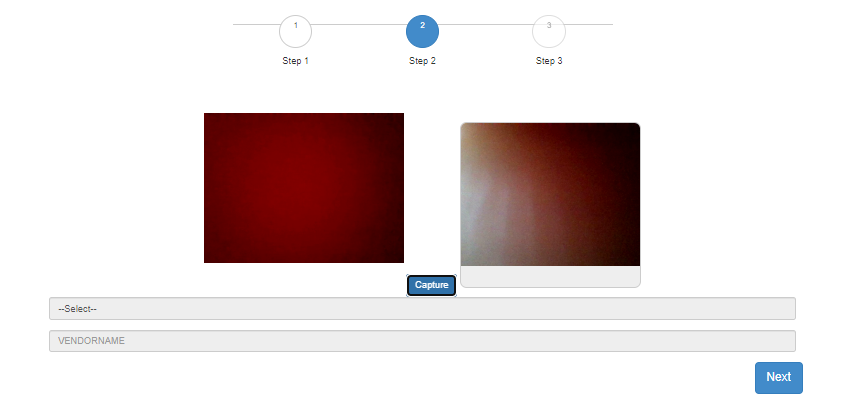 1
2
3
Step 1
Step 2
Step 3
Capture
--Select--
VENDORNAME
Next